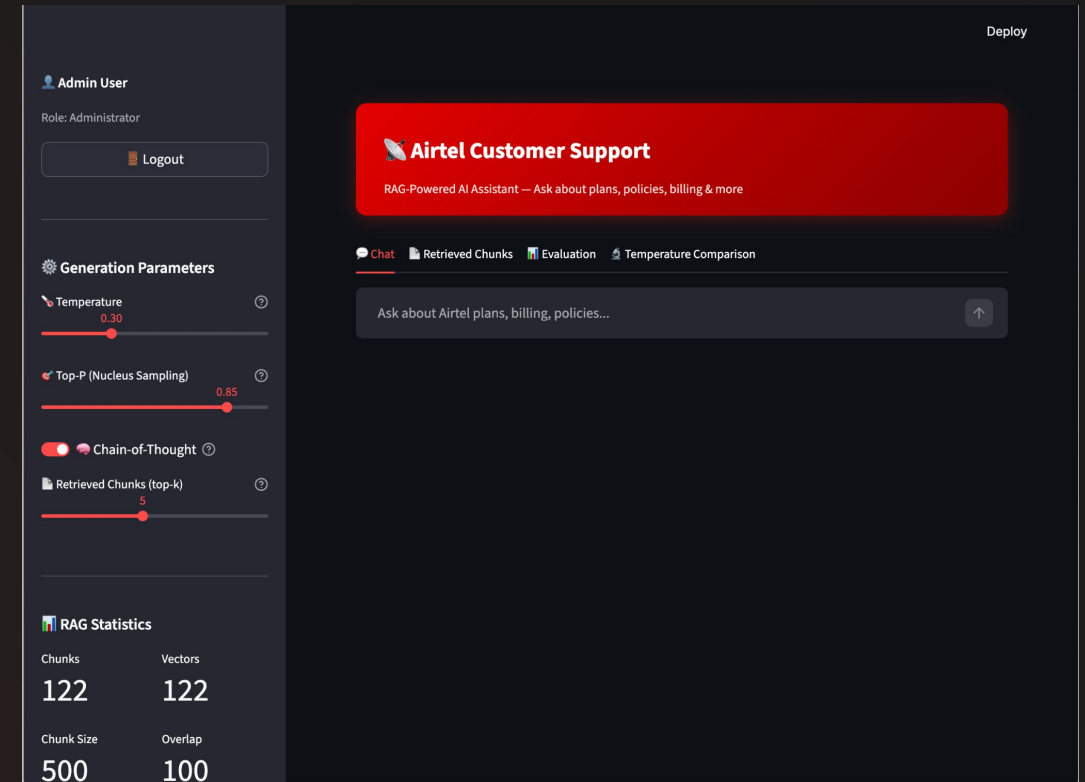 Deploy
👤 Admin User
Role: Administrator
🚪 Logout
⚙️ Generation Parameters
🌡️ Temperature
0.30
🎯 Top-P (Nucleus Sampling)
0.85
🧠 Chain-of-Thought
📄 Retrieved Chunks (top-k)
5
📊 RAG Statistics
Chunks Vectors
122 122
Chunk Size Overlap
500 100
📡 Airtel Customer Support
RAG-Powered AI Assistant — Ask about plans, policies, billing & more
💬 Chat 📄 Retrieved Chunks 📊 Evaluation 🔬 Temperature Comparison
Ask about Airtel plans, billing, policies...